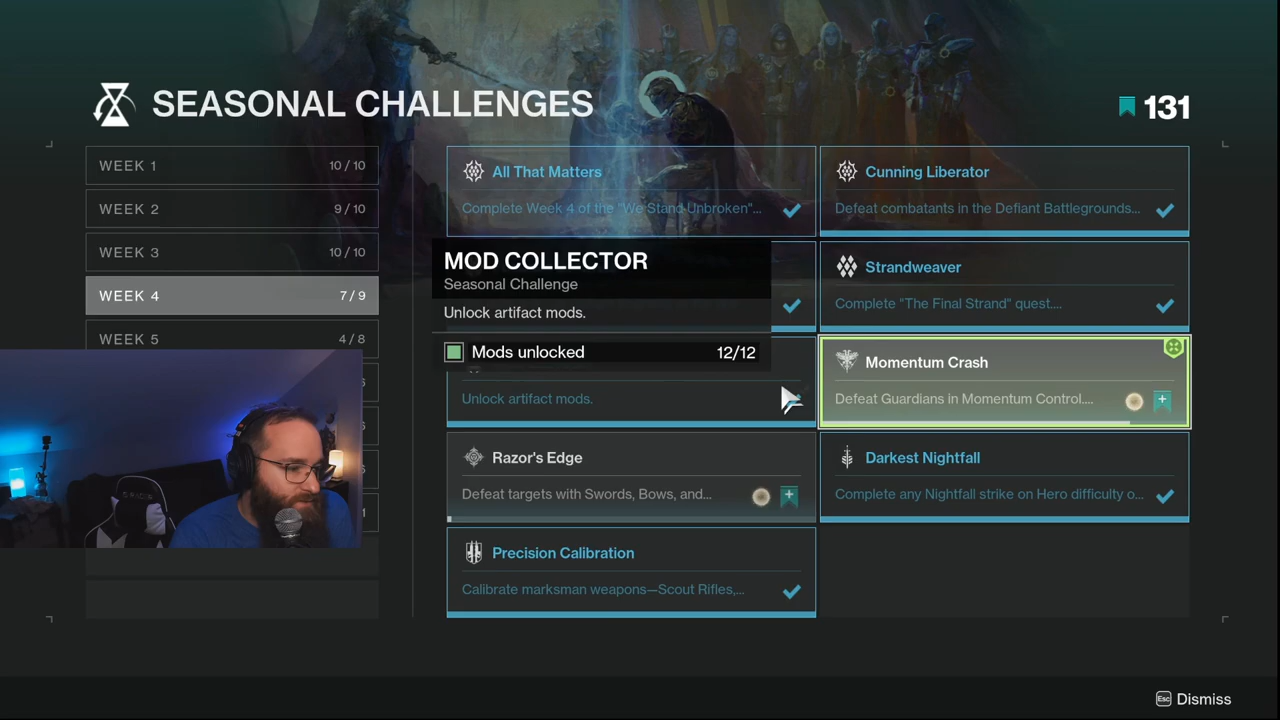 SEASONAL CHALLENGES
131
WEEK 1 10/10
WEEK 2 9/10
WEEK 3 10/10
WEEK 4 7/9
WEEK 5 4/8
All That Matters
Complete Week 4 of the "We Stand Unbroken"...
Cunning Liberator
Defeat combatants in the Defiant Battlegrounds...
MOD COLLECTOR
Seasonal Challenge
Unlock artifact mods.
Mods unlocked 12/12
Strandweaver
Complete "The Final Strand" quest....
Unlock artifact mods.
Momentum Crash
Defeat Guardians in Momentum Control....
Razor's Edge
Defeat targets with Swords, Bows, and...
Darkest Nightfall
Complete any Nightfall strike on Hero difficulty o...
Precision Calibration
Calibrate marksman weapons—Scout Rifles,...
Esc Dismiss